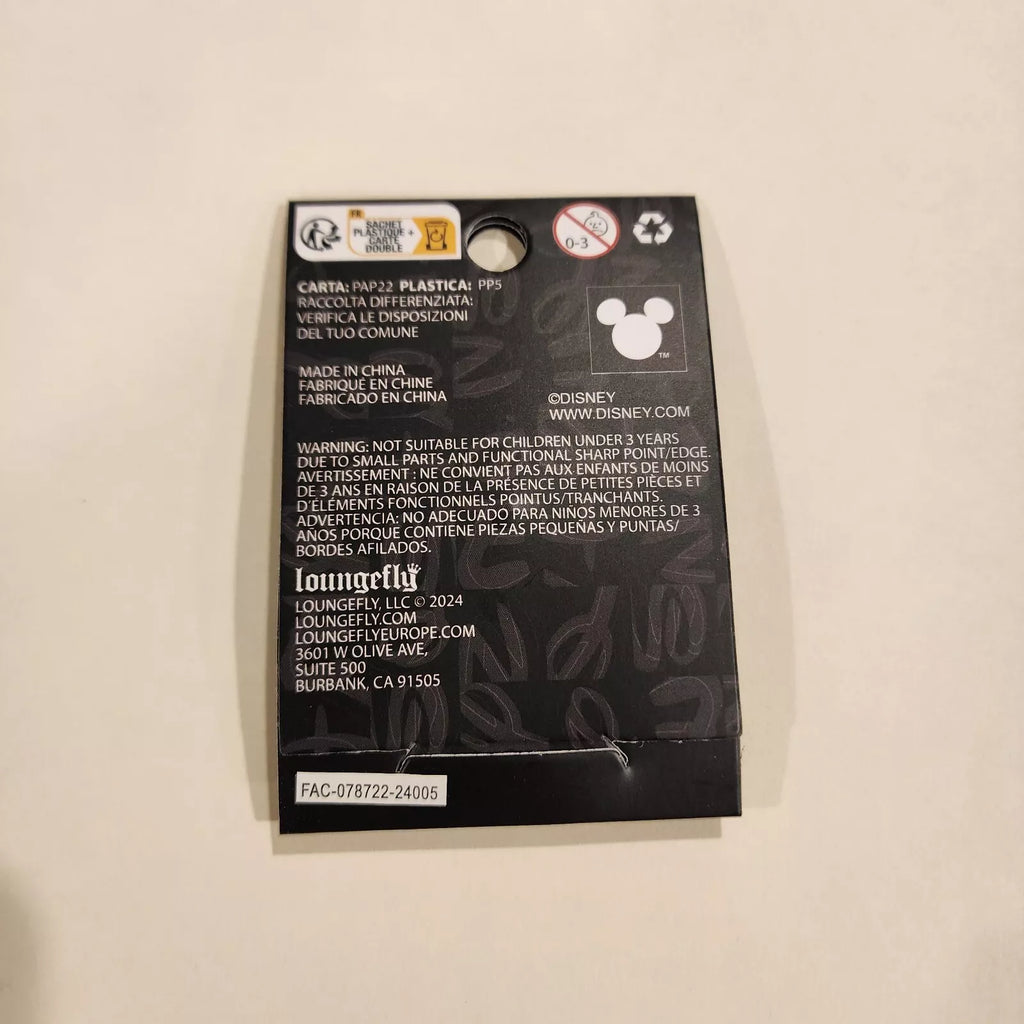 FR
SACHET
PLASTIQUE +
CARTE
DOUBLE
0-3
CARTA: PAP22 PLASTICA: PP5
RACCOLTA DIFFERENZIATA:
VERIFICA LE DISPOSIZIONI
DEL TUO COMUNE
TM
MADE IN CHINA
FABRIQUÉ EN CHINE
FABRICADO EN CHINA
©DISNEY
WWW.DISNEY.COM
WARNING: NOT SUITABLE FOR CHILDREN UNDER 3 YEARS
DUE TO SMALL PARTS AND FUNCTIONAL SHARP POINT/EDGE.
AVERTISSEMENT : NE CONVIENT PAS AUX ENFANTS DE MOINS
DE 3 ANS EN RAISON DE LA PRÉSENCE DE PETITES PIÈCES ET
D'ÉLÉMENTS FONCTIONNELS POINTUS/TRANCHANTS.
ADVERTENCIA: NO ADECUADO PARA NIÑOS MENORES DE 3
AÑOS PORQUE CONTIENE PIEZAS PEQUEÑAS Y PUNTAS/
BORDES AFILADOS.
loungefly
LOUNGEFLY, LLC © 2024
LOUNGEFLY.COM
LOUNGEFLYEUROPE.COM
3601 W OLIVE AVE,
SUITE 500
BURBANK, CA 91505
FAC-078722-24005